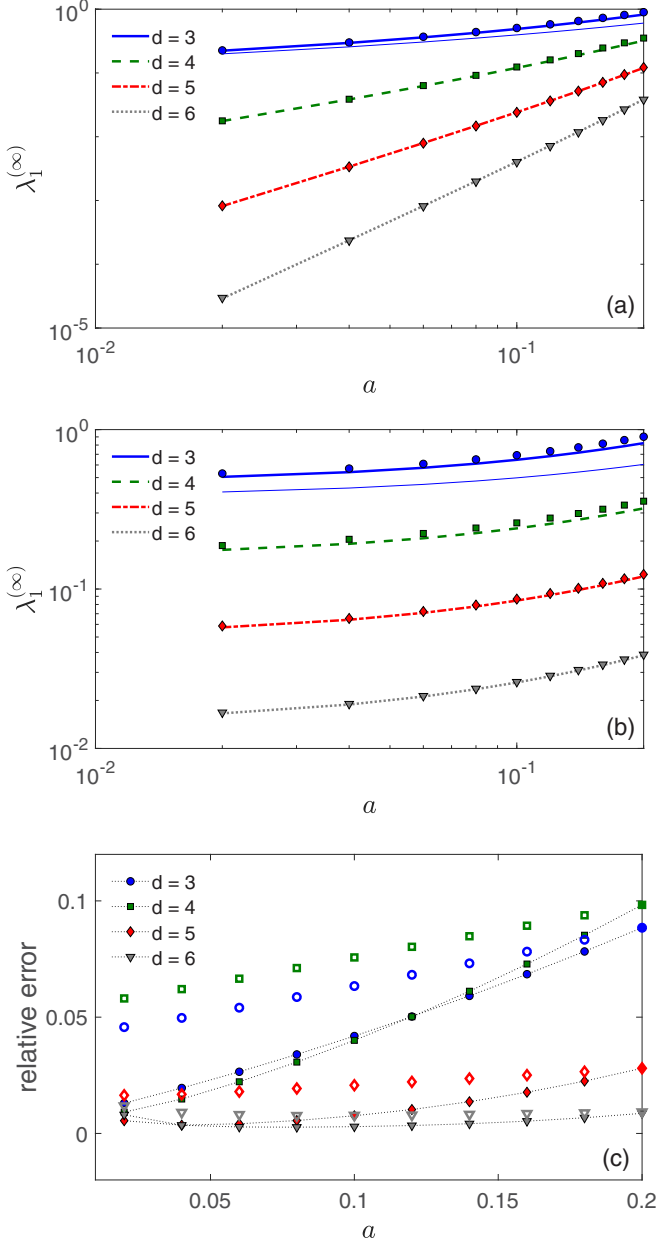 10^0
d = 3
d = 4
d = 5
d = 6
λ_1^(∞)
10^-5
(a)
10^-2
10^-1
a
10^0
d = 3
d = 4
d = 5
d = 6
10^-1
λ_1^(∞)
10^-2
(b)
10^-2
10^-1
a
d = 3
d = 4
d = 5
d = 6
0.1
0.05
0
relative error
(c)
0.05
0.1
0.15
0.2
a